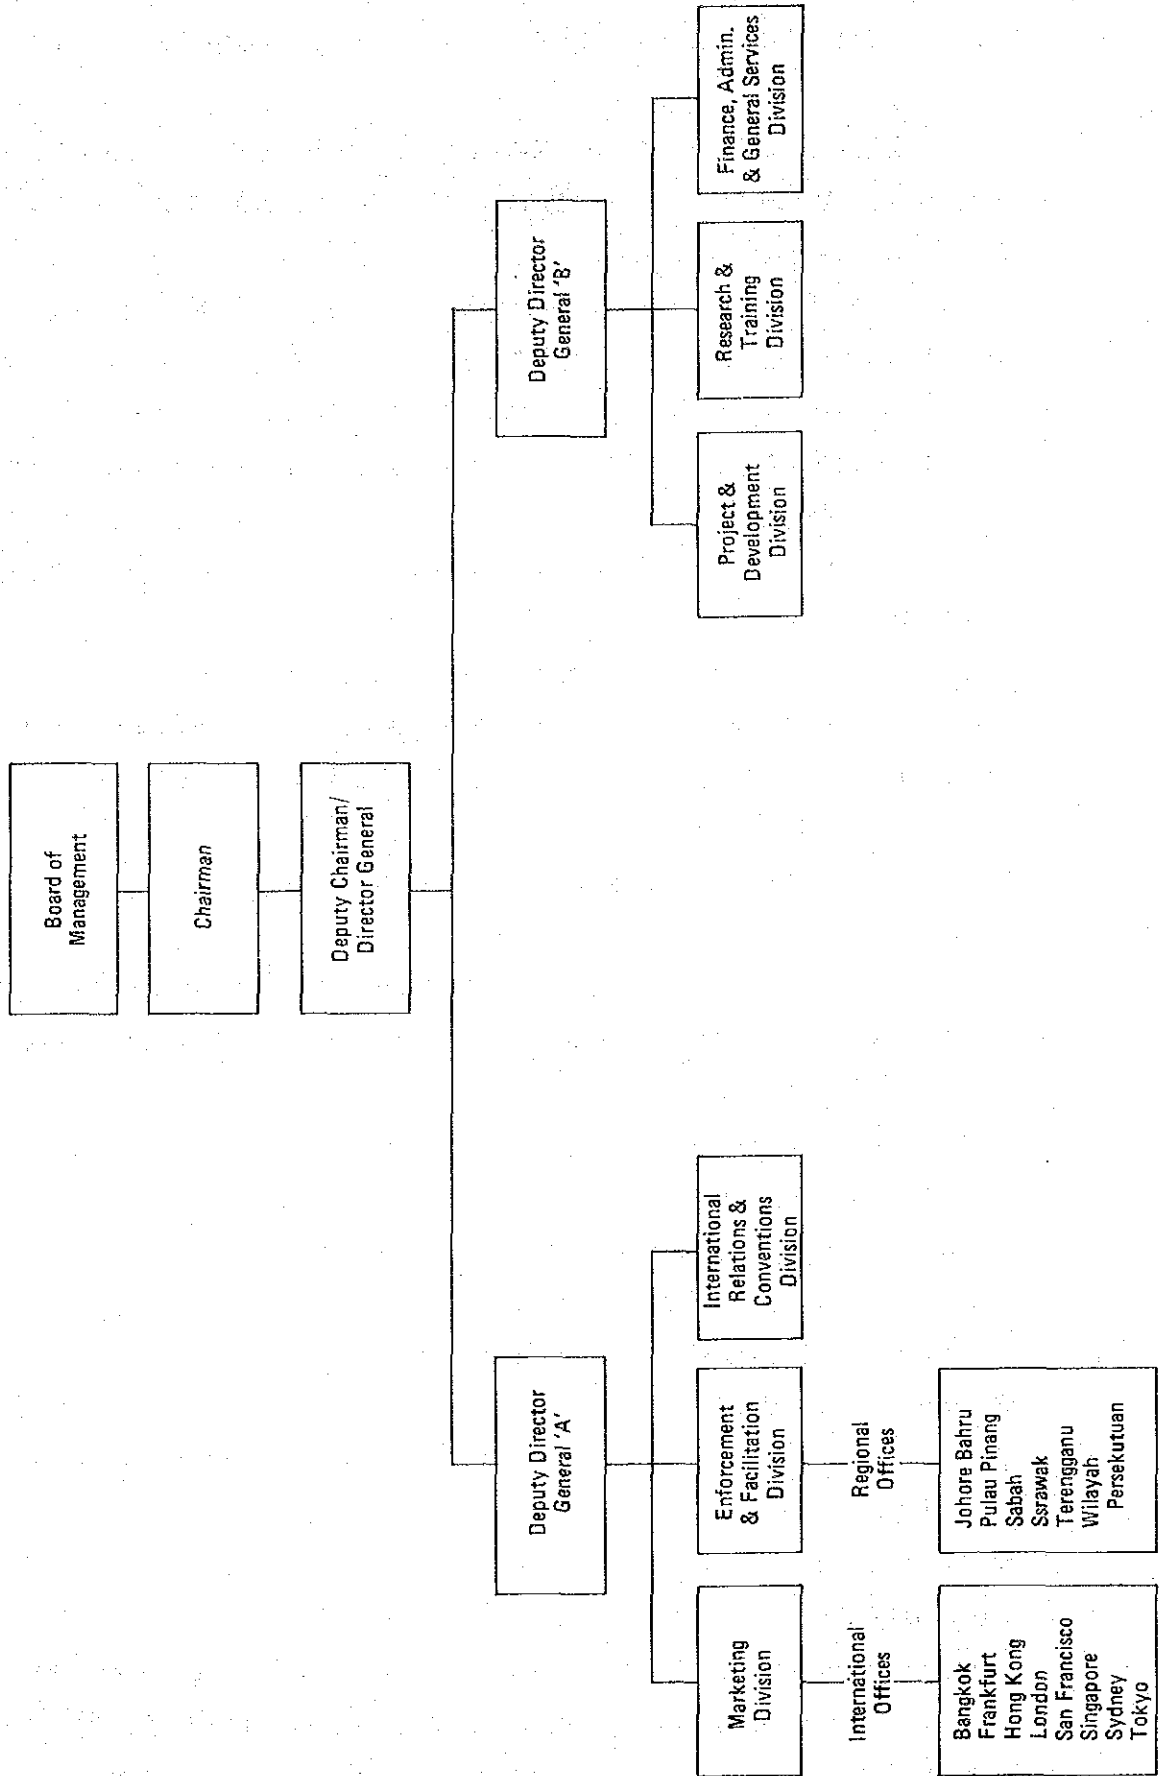 Board of
Management
Chairman
Deputy Chairman/
Director General
Deputy Director
General 'A'
Deputy Director
General 'B'
Marketing
Division
Enforcement
& Facilitation
Division
International
Relations &
Conventions
Division
Project &
Development
Division
Research &
Training
Division
Finance, Admin.
& General Services
Division
International
Offices
Regional
Offices
Bangkok
Frankfurt
Hong Kong
London
San Francisco
Singapore
Sydney
Tokyo
Johore Bahru
Pulau Pinang
Sabah
Ssrawak
Terengganu
Wilayah
Persekutuan